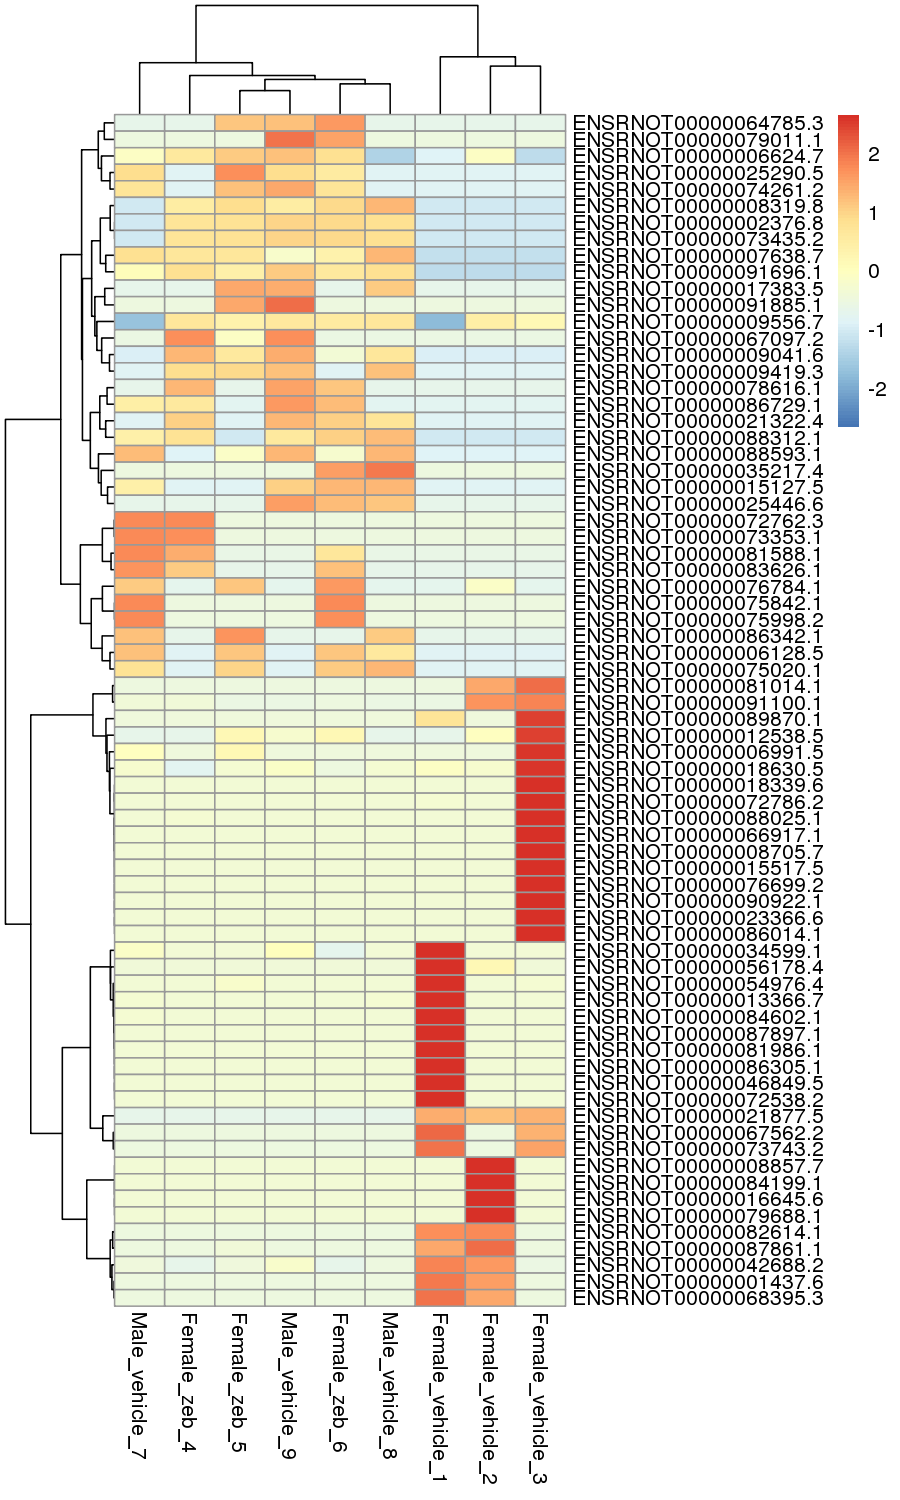 ENSRNOT00000064785.3
ENSRNOT00000079011.1
ENSRNOT00000006624.7
ENSRNOT00000025290.5
ENSRNOT00000074261.2
ENSRNOT00000008319.8
ENSRNOT00000002376.8
ENSRNOT00000073435.2
ENSRNOT00000007638.7
ENSRNOT00000091696.1
ENSRNOT00000017383.5
ENSRNOT00000091885.1
ENSRNOT00000009556.7
ENSRNOT00000067097.2
ENSRNOT00000009041.6
ENSRNOT00000009419.3
ENSRNOT00000078616.1
ENSRNOT00000086729.1
ENSRNOT00000021322.4
ENSRNOT00000088312.1
ENSRNOT00000088593.1
ENSRNOT00000035217.4
ENSRNOT00000015127.5
ENSRNOT00000025446.6
ENSRNOT00000072762.3
ENSRNOT00000073353.1
ENSRNOT00000081588.1
ENSRNOT00000083626.1
ENSRNOT00000076784.1
ENSRNOT00000075842.1
ENSRNOT00000075998.2
ENSRNOT00000086342.1
ENSRNOT00000006128.5
ENSRNOT00000075020.1
ENSRNOT00000081014.1
ENSRNOT00000091100.1
ENSRNOT00000089870.1
ENSRNOT00000012538.5
ENSRNOT00000006991.5
ENSRNOT00000018630.5
ENSRNOT00000018339.6
ENSRNOT00000072786.2
ENSRNOT00000088025.1
ENSRNOT00000066917.1
ENSRNOT00000008705.7
ENSRNOT00000015517.5
ENSRNOT00000076699.2
ENSRNOT00000090922.1
ENSRNOT00000023366.6
ENSRNOT00000086014.1
ENSRNOT00000034599.1
ENSRNOT00000056178.4
ENSRNOT00000054976.4
ENSRNOT00000013366.7
ENSRNOT00000084602.1
ENSRNOT00000087897.1
ENSRNOT00000081986.1
ENSRNOT00000086305.1
ENSRNOT00000046849.5
ENSRNOT00000072538.2
ENSRNOT00000021877.5
ENSRNOT00000067562.2
ENSRNOT00000073743.2
ENSRNOT00000008857.7
ENSRNOT00000084199.1
ENSRNOT00000016645.6
ENSRNOT00000079688.1
ENSRNOT00000082614.1
ENSRNOT00000087861.1
ENSRNOT00000042688.2
ENSRNOT00000001437.6
ENSRNOT00000068395.3
2
1
0
-1
-2
Male_vehicle_7
Female_zeb_4
Female_zeb_5
Male_vehicle_9
Female_zeb_6
Male_vehicle_8
Female_vehicle_1
Female_vehicle_2
Female_vehicle_3